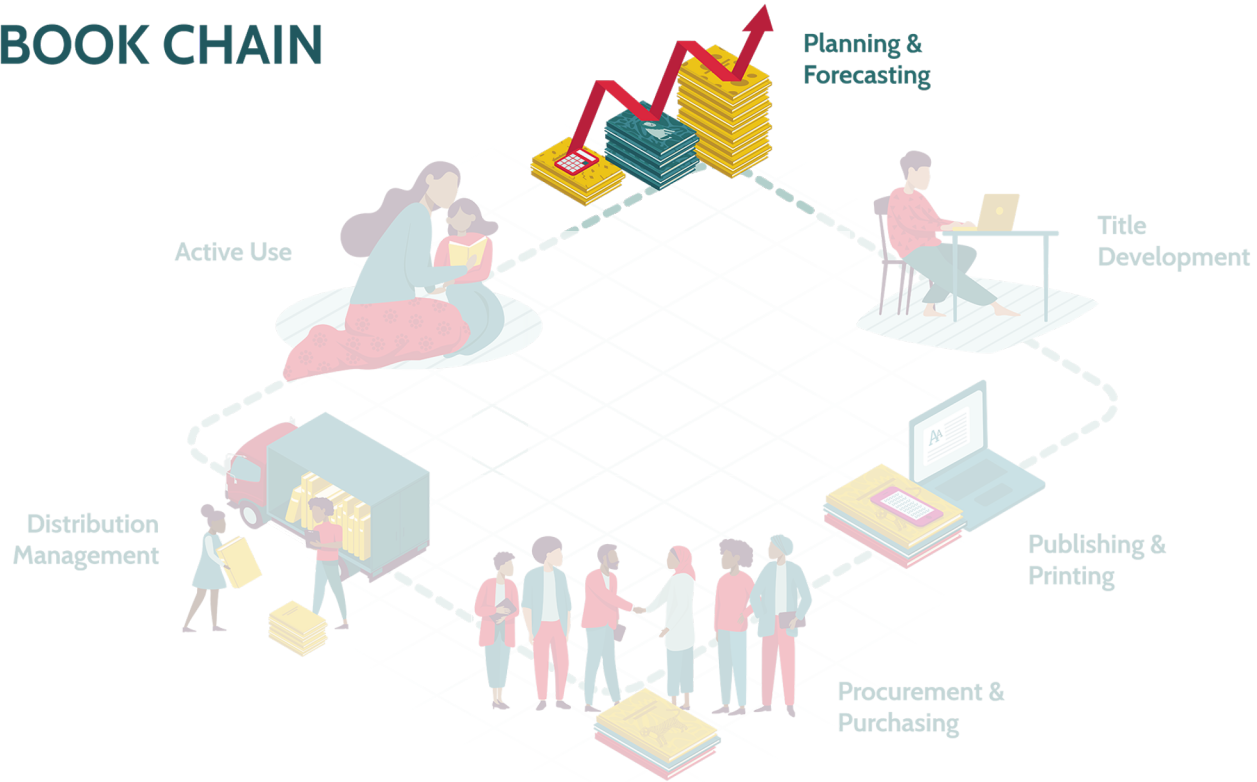 BOOK CHAIN
Planning &
Forecasting
Title
Development
Active Use
Publishing &
Printing
Distribution
Management
Procurement &
Purchasing